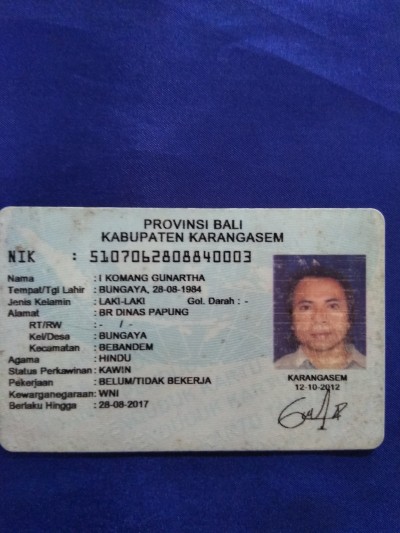 PROVINSI BALI
KABUPATEN KARANGASEM
NIK : 5107062808840003
Nama : I KOMANG GUNARTHA
Tempat/Tgl Lahir : BUNGAYA, 28-08-1984
Jenis Kelamin : LAKI-LAKI Gol. Darah : -
Alamat : BR DINAS PAPUNG
RT/RW : - / -
Kel/Desa : BUNGAYA
Kecamatan : BEBANDEM
Agama : HINDU
Status Perkawinan : KAWIN
Pekerjaan : BELUM/TIDAK BEKERJA
Kewarganegaraan: WNI
Berlaku Hingga : 28-08-2017
KARANGASEM
12-10-2012